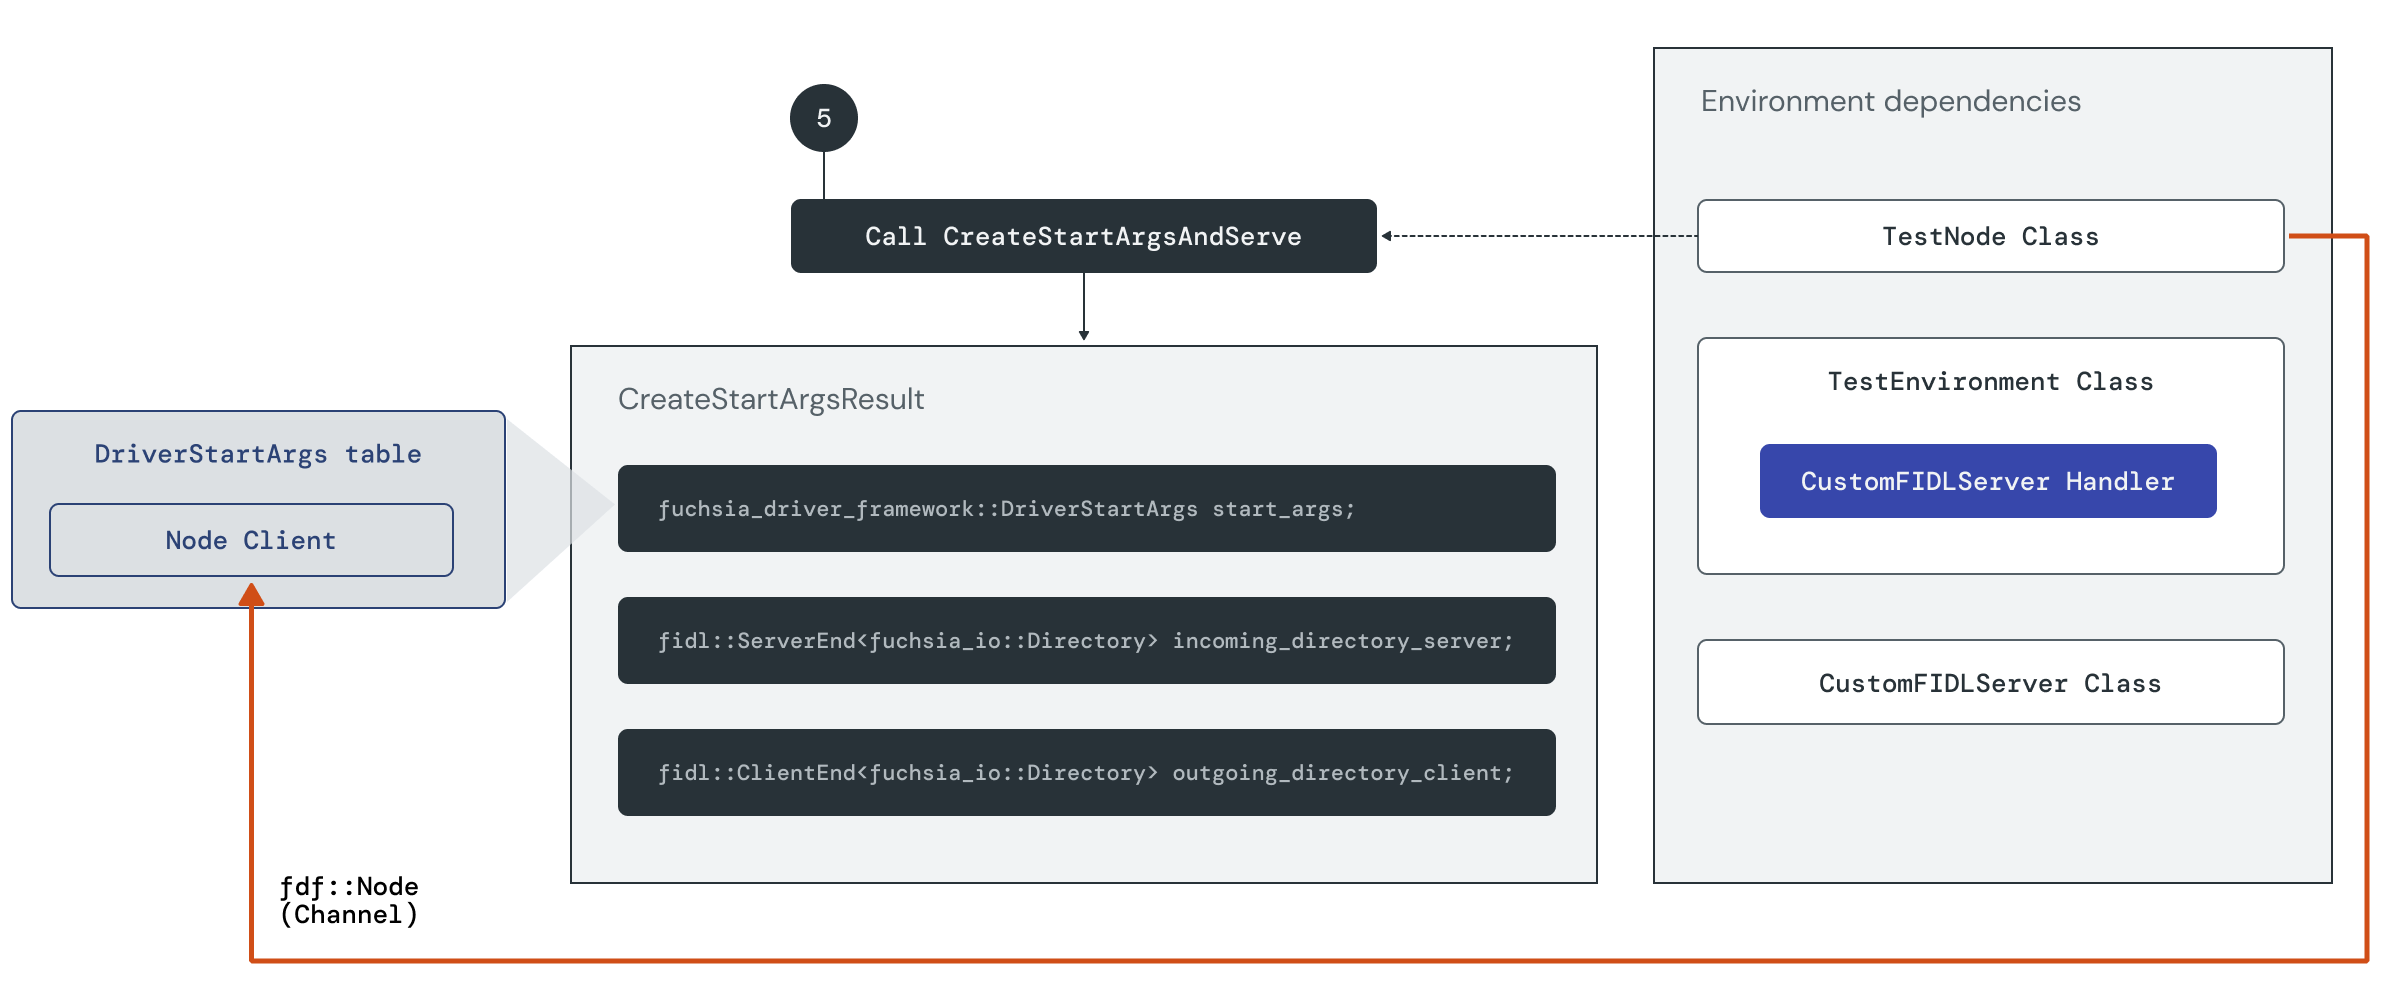 5
Call CreateStartArgsAndServe
Environment dependencies
TestNode Class
TestEnvironment Class
CustomFIDLServer Handler
CustomFIDLServer Class
CreateStartArgsResult
fuchsia_driver_framework::DriverStartArgs start_args;
fidl::ServerEnd<fuchsia_io::Directory> incoming_directory_server;
fidl::ClientEnd<fuchsia_io::Directory> outgoing_directory_client;
DriverStartArgs table
Node Client
fdf::Node
(Channel)